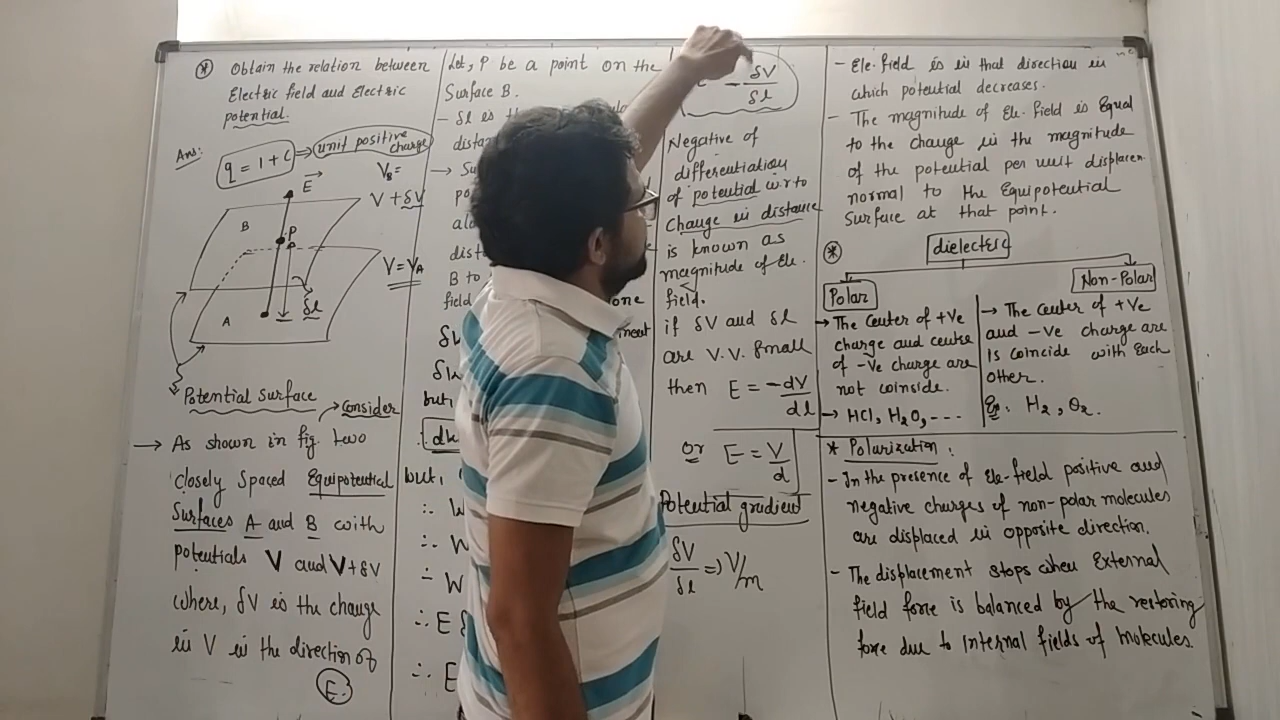 * Obtain the relation between
Electric field and Electric
potential.
Ans:
q = 1 + C ⇒ unit positive
charge
V_B =
E⃗
V + δV
B
P
V = V_A
A
δl
Potential Surface
Consider
→ As shown in fig. two
closely spaced Equipotential
Surfaces A and B with
potentials V and V+δV
where, δV is the change
in V in the direction of
E.
Let, P be a point on the
Surface B.
- δl is
→
B to
field
but,
but,
∴ W
∴ W
∴ E
∴ E
- δV/δl
Negative of
differentiation
of potential w.r to
Change in distance
is known as
magnitude of Ele.
field.
if δV and δl
are V.V. Small
then E = -dV/dl
or E = V/d
Potential gradient
δV/δl ⇒ V/m
- Ele. field is in that direction in
which potential decreases.
- The magnitude of Ele. field is Equal
to the change in the magnitude
of the potential per unit displacen
normal to the Equipotential
Surface at that point.
* dielectric
Polar
→ The center of +Ve
charge and centre
of -Ve charge are
not coinside.
→ HCl, H₂O, ---
Non-Polar
→ The center of +Ve
and -Ve charge are
is coincide with Each
other.
Eg: H₂, O₂.
* Polarization :
- In the presence of Ele-field positive and
negative charges of non-polar molecules
are displaced in opposite direction.
- The displacement stops when External
field force is balanced by the restoring
force due to internal fields of molecules.